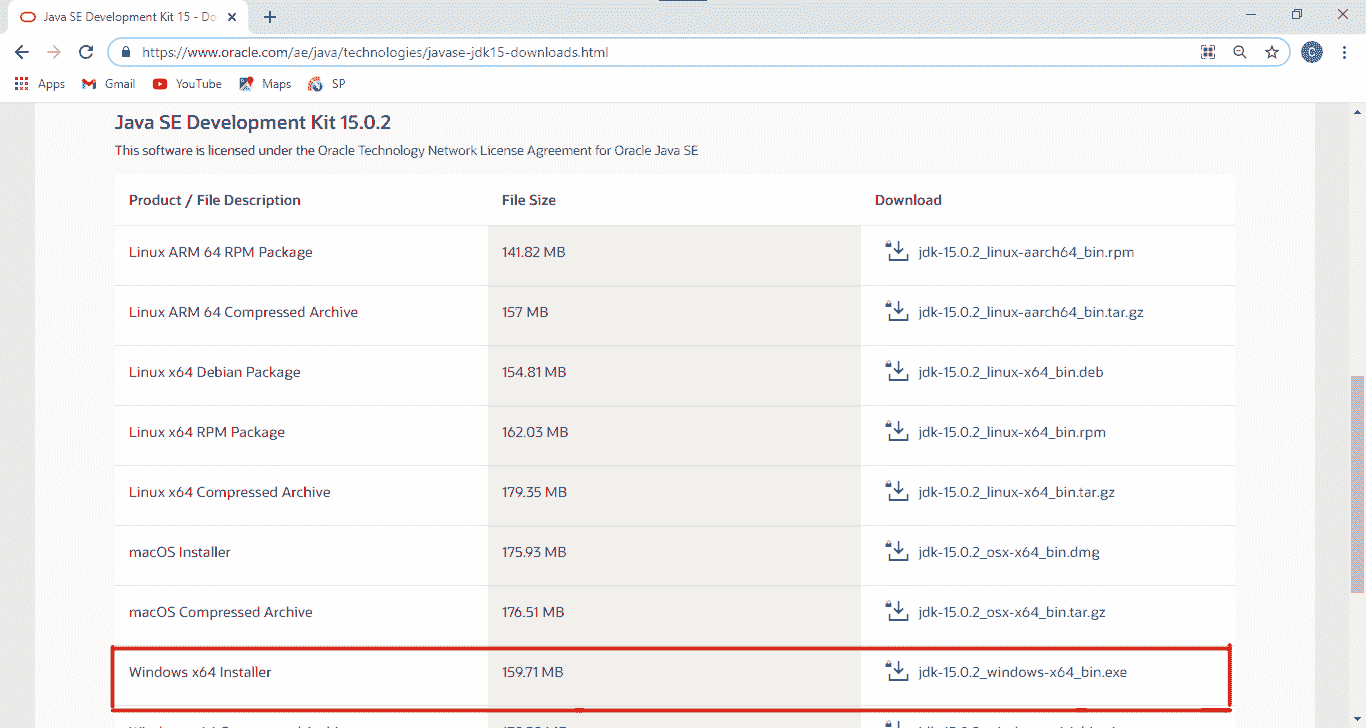 Java SE Development Kit 15 - Do
https://www.oracle.com/ae/java/technologies/javase-jdk15-downloads.html
G
Apps Gmail YouTube Maps SP
Java SE Development Kit 15.0.2
This software is licensed under the Oracle Technology Network License Agreement for Oracle Java SE
Product / File Description File Size Download
Linux ARM 64 RPM Package 141.82 MB jdk-15.0.2_linux-aarch64_bin.rpm
Linux ARM 64 Compressed Archive 157 MB jdk-15.0.2_linux-aarch64_bin.tar.gz
Linux x64 Debian Package 154.81 MB jdk-15.0.2_linux-x64_bin.deb
Linux x64 RPM Package 162.03 MB jdk-15.0.2_linux-x64_bin.rpm
Linux x64 Compressed Archive 179.35 MB jdk-15.0.2_linux-x64_bin.tar.gz
macOS Installer 175.93 MB jdk-15.0.2_osx-x64_bin.dmg
macOS Compressed Archive 176.51 MB jdk-15.0.2_osx-x64_bin.tar.gz
Windows x64 Installer 159.71 MB jdk-15.0.2_windows-x64_bin.exe